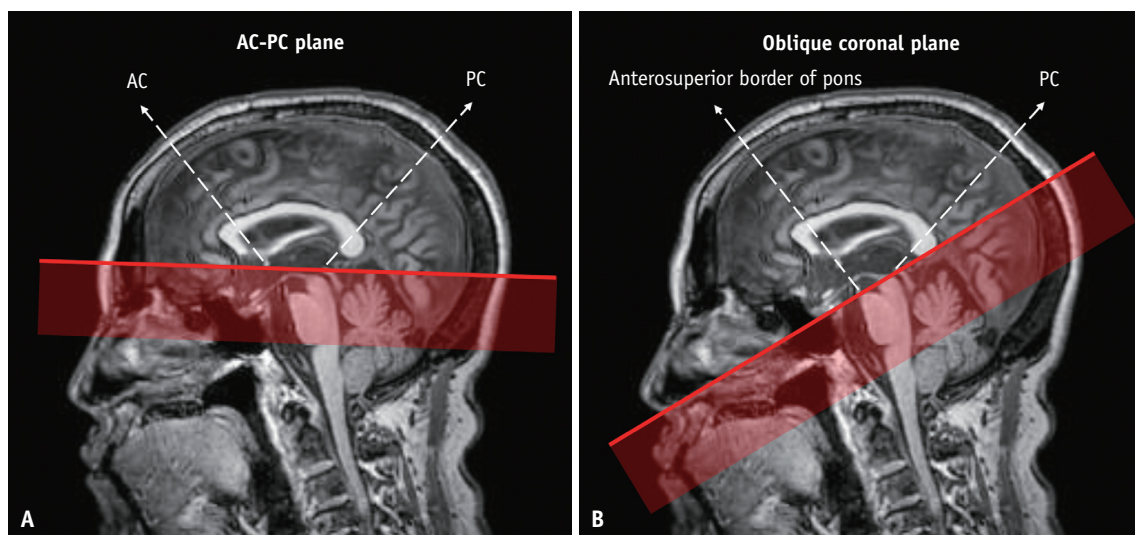 AC-PC plane
AC
PC
A
Oblique coronal plane
Anterosuperior border of pons
PC
B